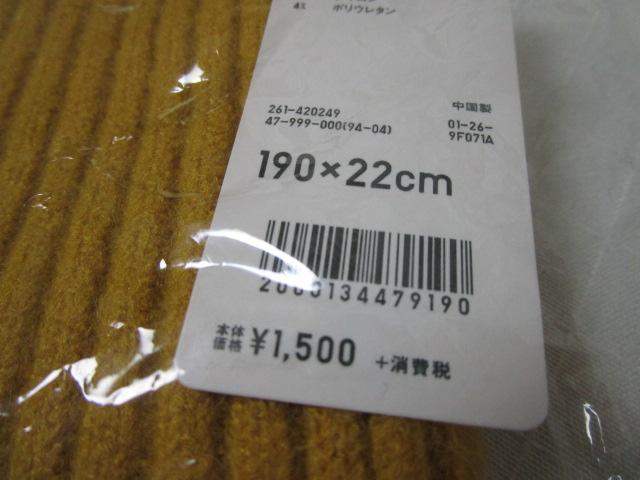 4% ポリウレタン
261-420249 中国製
47-999-000(94-04) 01-26-
9F071A
190×22cm
2000134479190
本体
価格 ¥1,500 +消費税